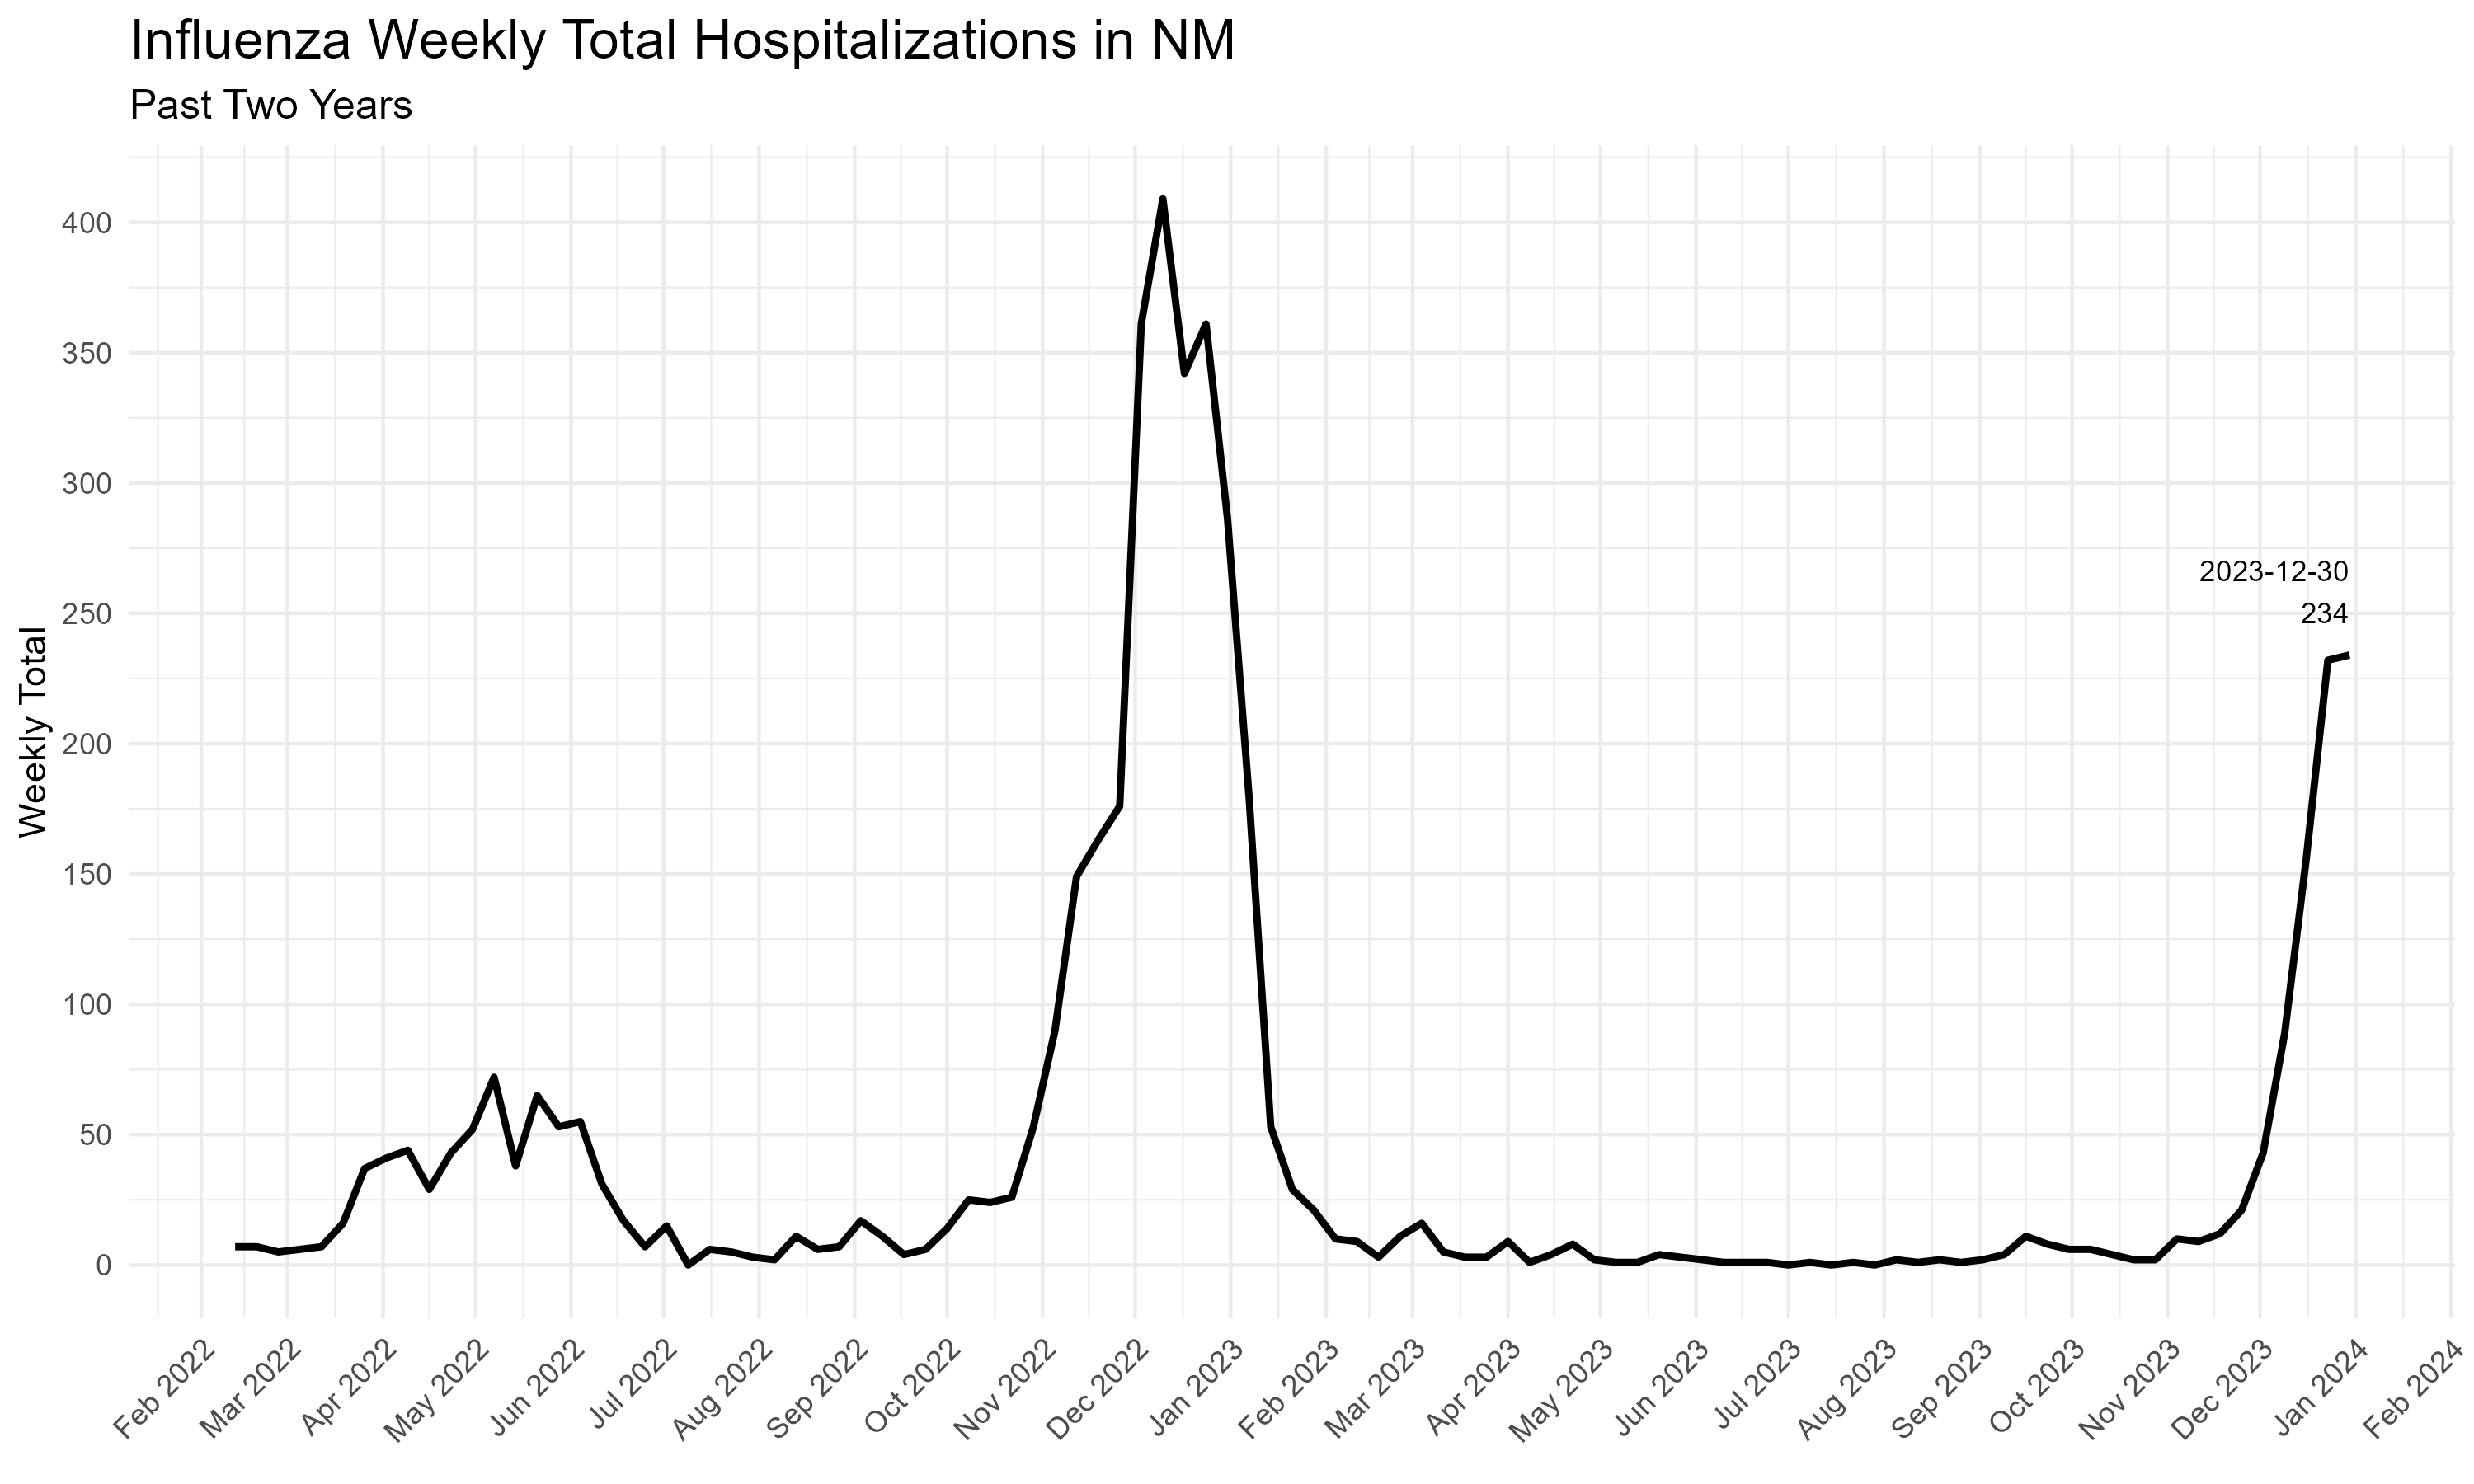 Influenza Weekly Total Hospitalizations in NM
Past Two Years
Weekly Total
400
350
300
250
200
150
100
50
0
2023-12-30
234
Feb 2022
Mar 2022
Apr 2022
May 2022
Jun 2022
Jul 2022
Aug 2022
Sep 2022
Oct 2022
Nov 2022
Dec 2022
Jan 2023
Feb 2023
Mar 2023
Apr 2023
May 2023
Jun 2023
Jul 2023
Aug 2023
Sep 2023
Oct 2023
Nov 2023
Dec 2023
Jan 2024
Feb 2024